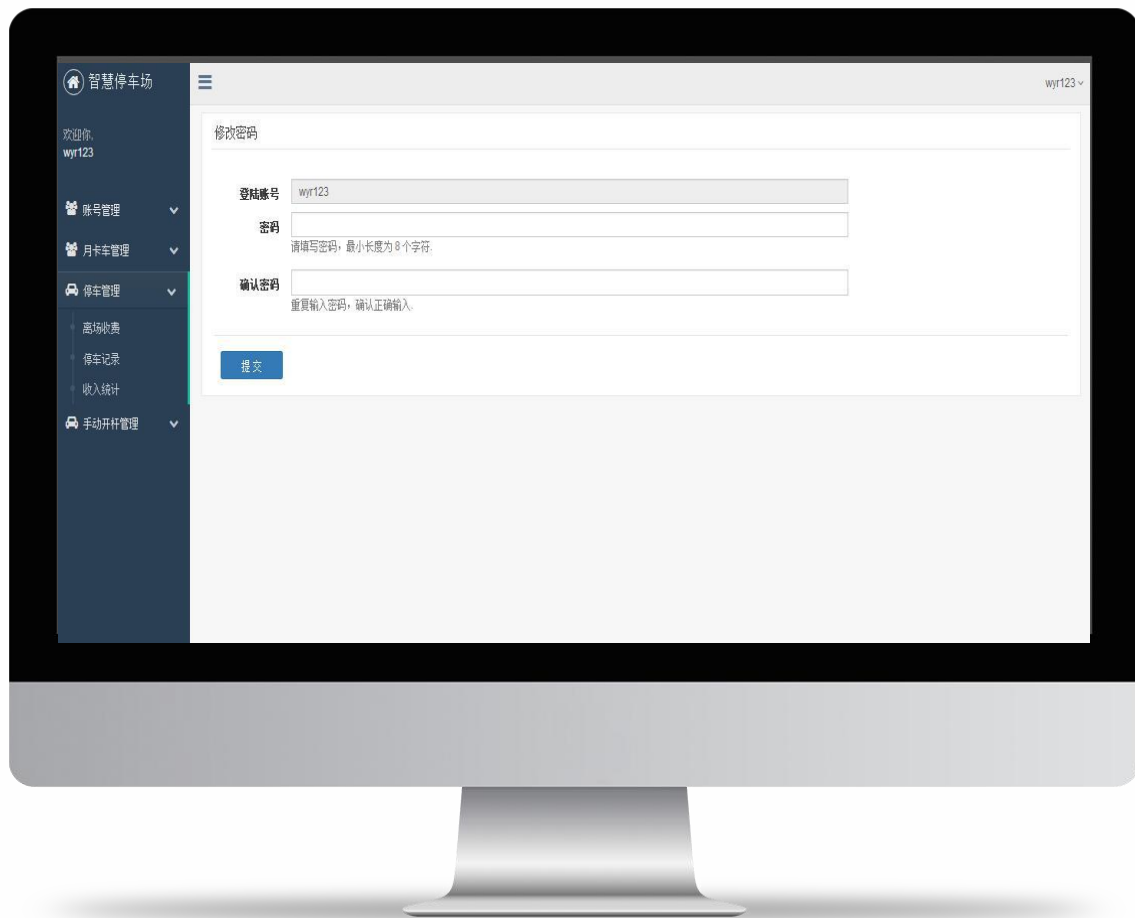 智慧停车场
wyr123
欢迎你,
wyr123
账号管理
月卡车管理
停车管理
离场收费
停车记录
收入统计
手动开杆管理
修改密码
登陆账号 wyr123
密码
请填写密码，最小长度为 8 个字符.
确认密码
重复输入密码，确认正确输入.
提交